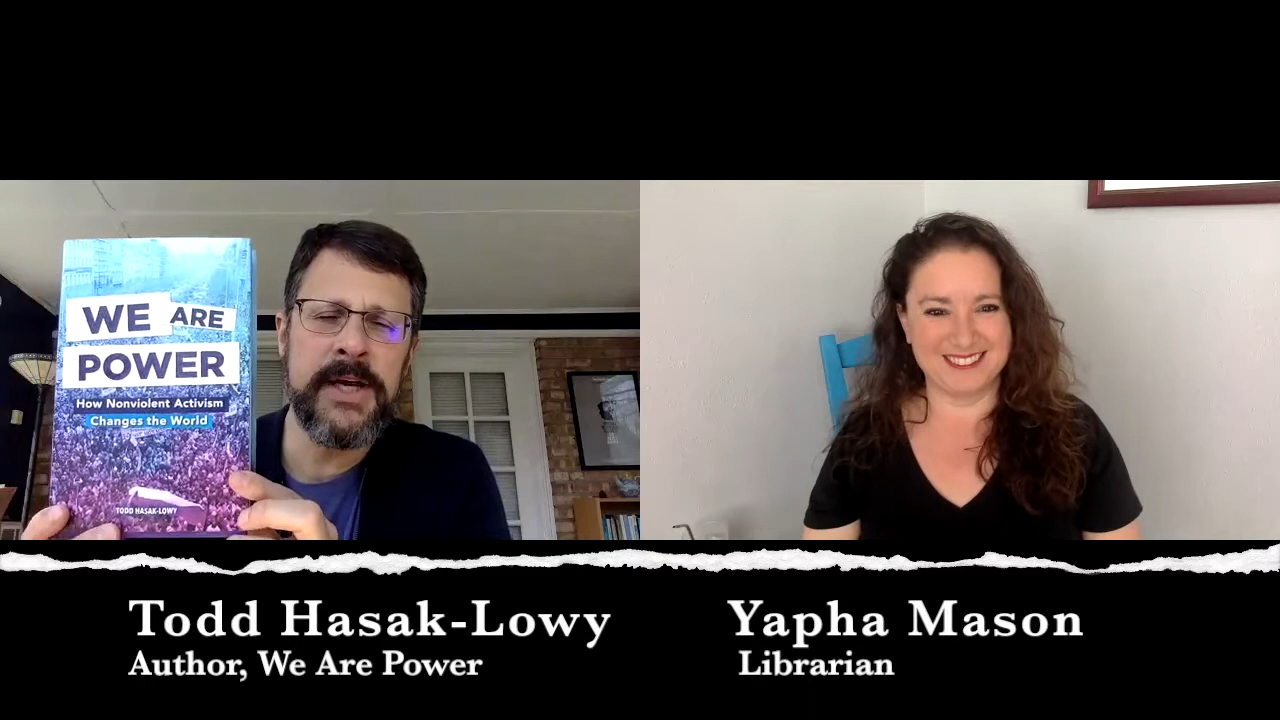 WE ARE
POWER
How Nonviolent Activism
Changes the World
TODD HASAK-LOWY
Todd Hasak-Lowy
Author, We Are Power
Yapha Mason
Librarian